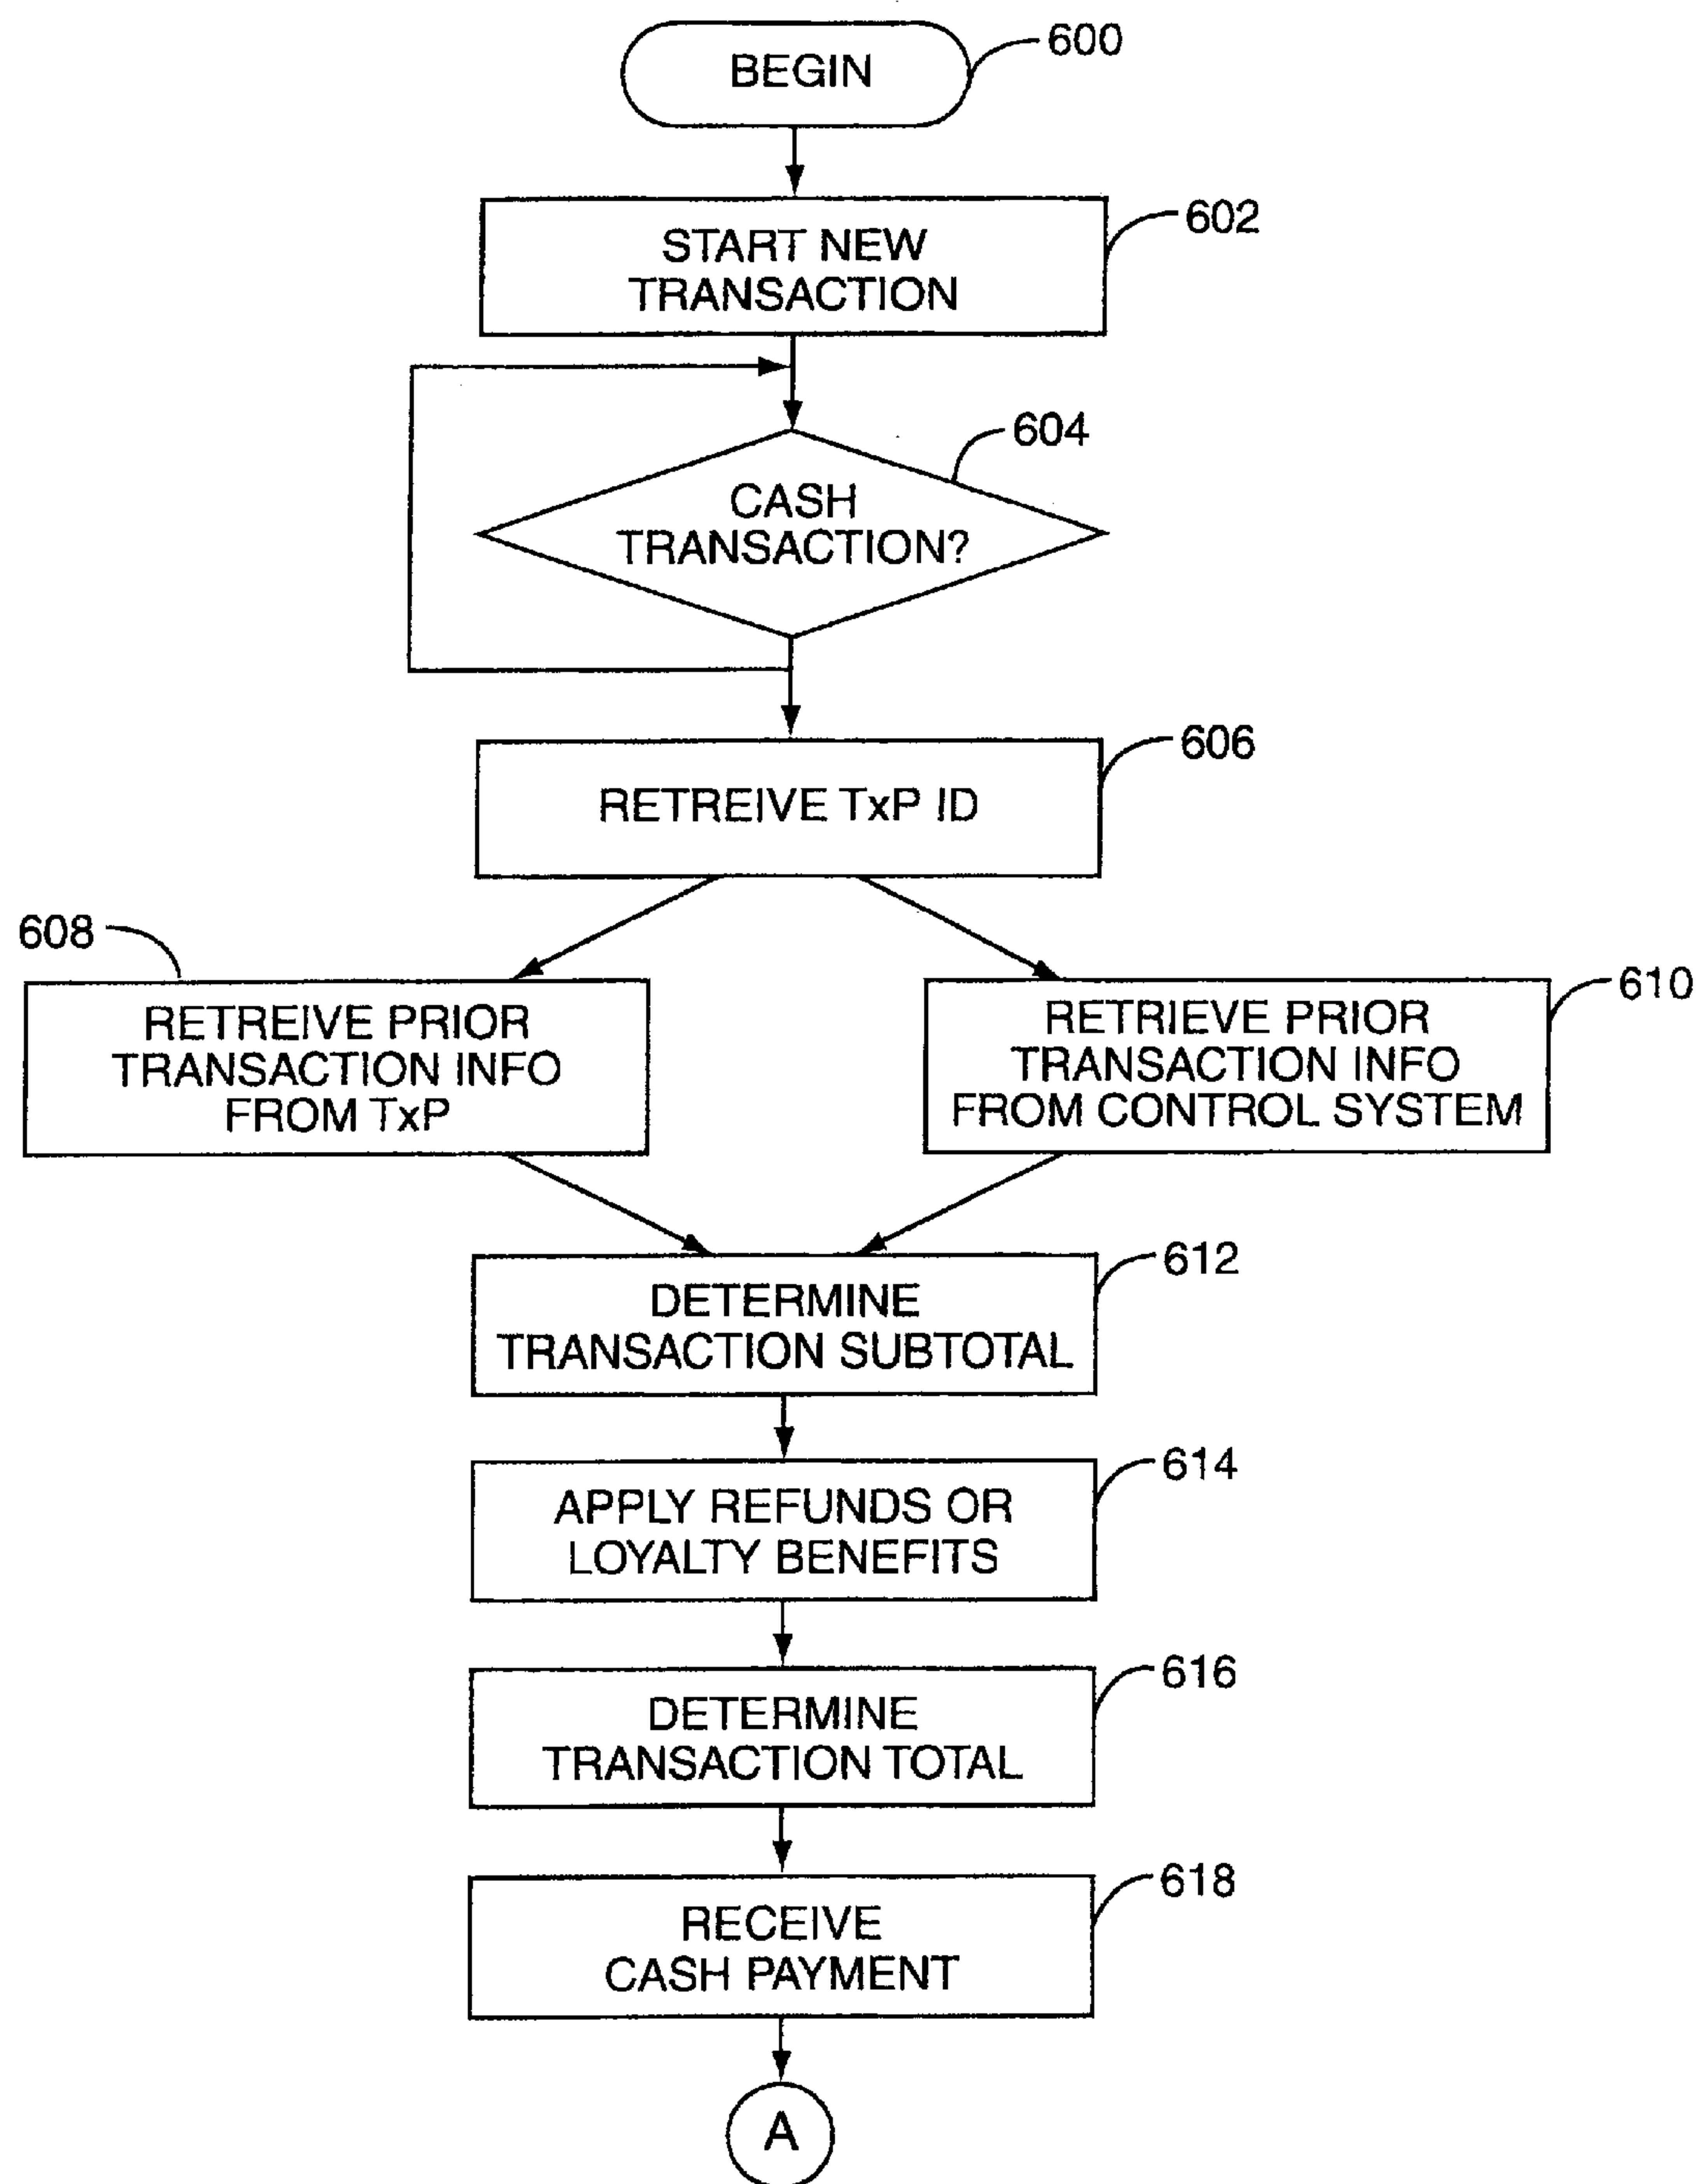 BEGIN
600
START NEW
TRANSACTION
602
CASH
TRANSACTION?
604
RETREIVE TxP ID
606
608
RETREIVE PRIOR
TRANSACTION INFO
FROM TxP
RETRIEVE PRIOR
TRANSACTION INFO
FROM CONTROL SYSTEM
610
DETERMINE
TRANSACTION SUBTOTAL
612
APPLY REFUNDS OR
LOYALTY BENEFITS
614
DETERMINE
TRANSACTION TOTAL
616
RECEIVE
CASH PAYMENT
618
A